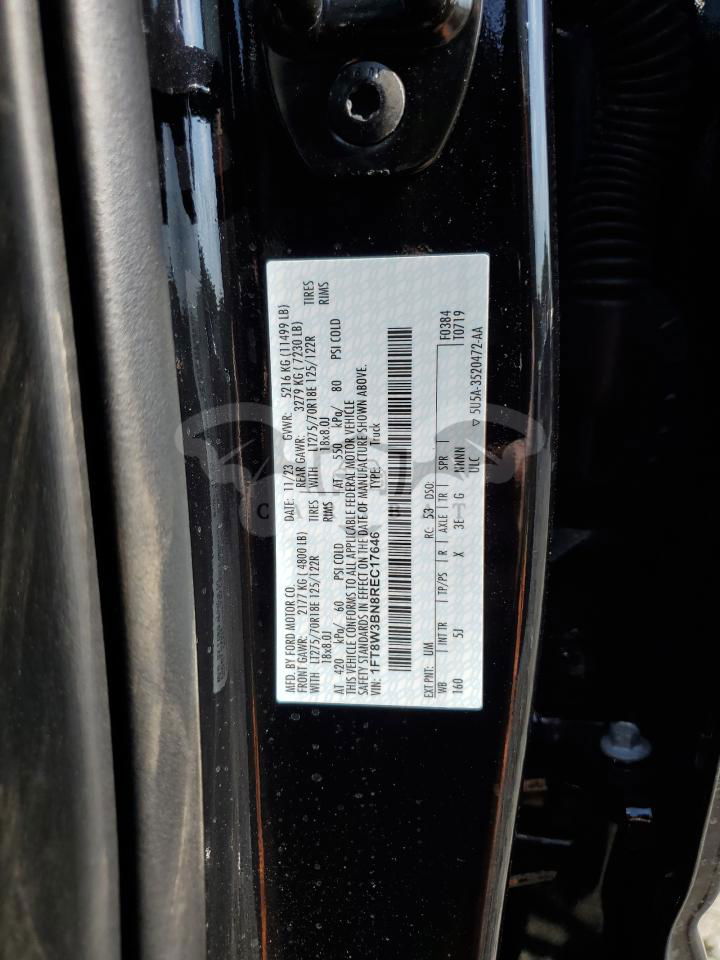 MFD. BY FORD MOTOR CO. DATE: 11/23 GVWR: 5216 KG (11499 LB)
FRONT GAWR: 2177 KG ( 4800 LB) REAR GAWR: 3279 KG ( 7230 LB)
WITH LT275/70R18E 125/122R TIRES WITH LT275/70R18E 125/122R TIRES
18x8.0J RIMS 18x8.0J RIMS
AT 420 kPa/ 60 PSI COLD AT 550 kPa/ 80 PSI COLD
THIS VEHICLE CONFORMS TO ALL APPLICABLE FEDERAL MOTOR VEHICLE
SAFETY STANDARDS IN EFFECT ON THE DATE OF MANUFACTURE SHOWN ABOVE.
VIN: 1FT8W3BN8REC17646 TYPE: Truck
EXT PNT: UM RC: 53 DSO: F0384
WB INT TR TP/PS R AXLE TR SPR T0719
160 5J X 3E G KWRN
ULC ▽ 5U5A-3520472-AA